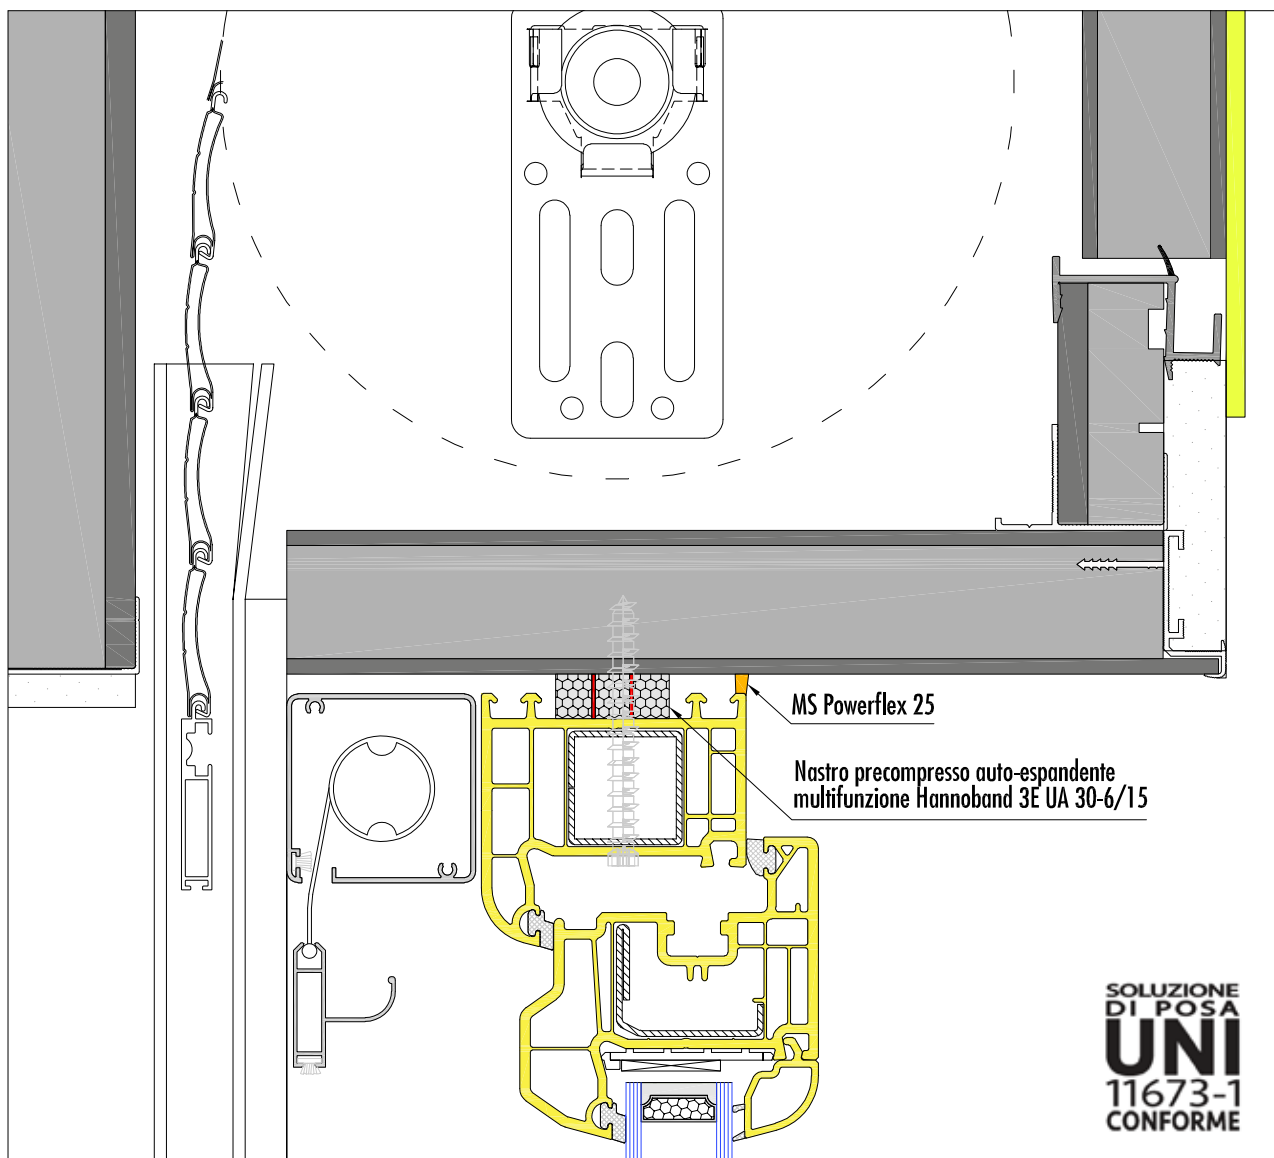 MS Powerflex 25
Nastro precompresso auto-espandente
multifunzione Hannoband 3E UA 30-6/15
SOLUZIONE
DI POSA
UNI
11673-1
CONFORME